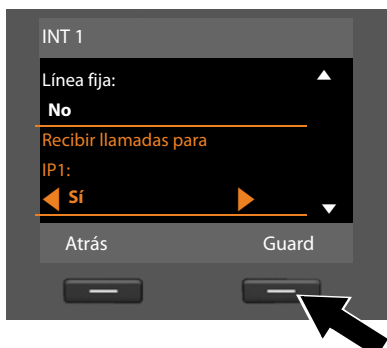 INT 1
Línea fija:
No
Recibir llamadas para
IP1:
Sí
Atrás Guard